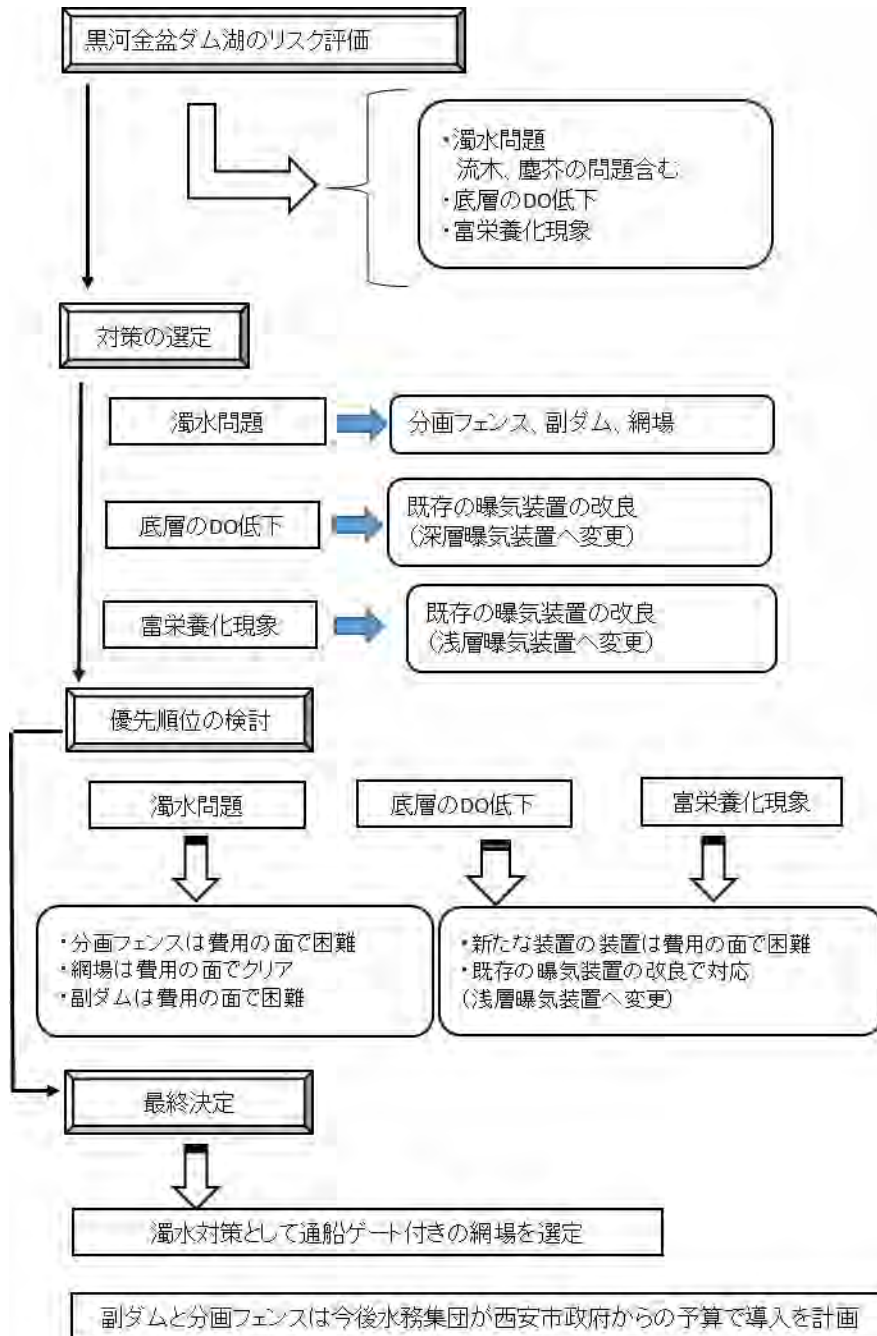 黒河金盆ダム湖のリスク評価
・濁水問題
流木、塵芥の問題含む
・底層のDO低下
・富栄養化現象
対策の選定
濁水問題
分画フェンス、副ダム、網場
底層のDO低下
既存の曝気装置の改良
(深層曝気装置へ変更)
富栄養化現象
既存の曝気装置の改良
(浅層曝気装置へ変更)
優先順位の検討
濁水問題
底層のDO低下
富栄養化現象
・分画フェンスは費用の面で困難
・網場は費用の面でクリア
・副ダムは費用の面で困難
・新たな装置の装置は費用の面で困難
・既存の曝気装置の改良で対応
(浅層曝気装置へ変更)
最終決定
濁水対策として通船ゲート付きの網場を選定
副ダムと分画フェンスは今後水務集団が西安市政府からの予算で導入を計画